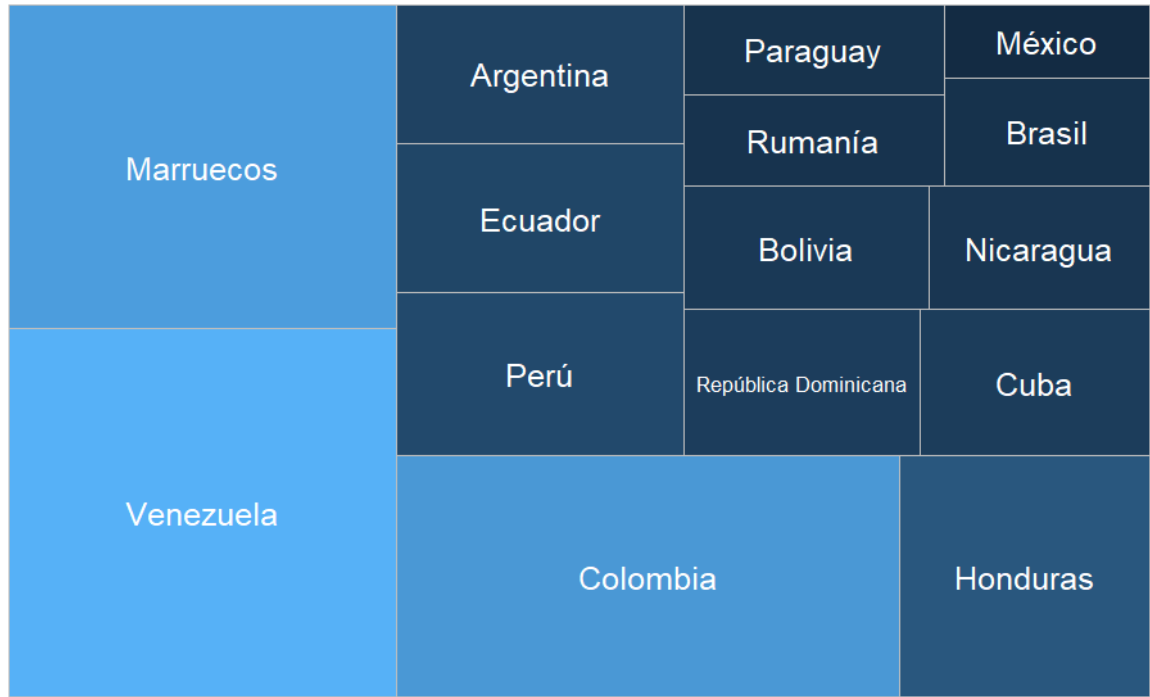 Marruecos
Venezuela
Argentina
Ecuador
Perú
Paraguay
México
Rumanía
Brasil
Bolivia
Nicaragua
República Dominicana
Cuba
Colombia
Honduras